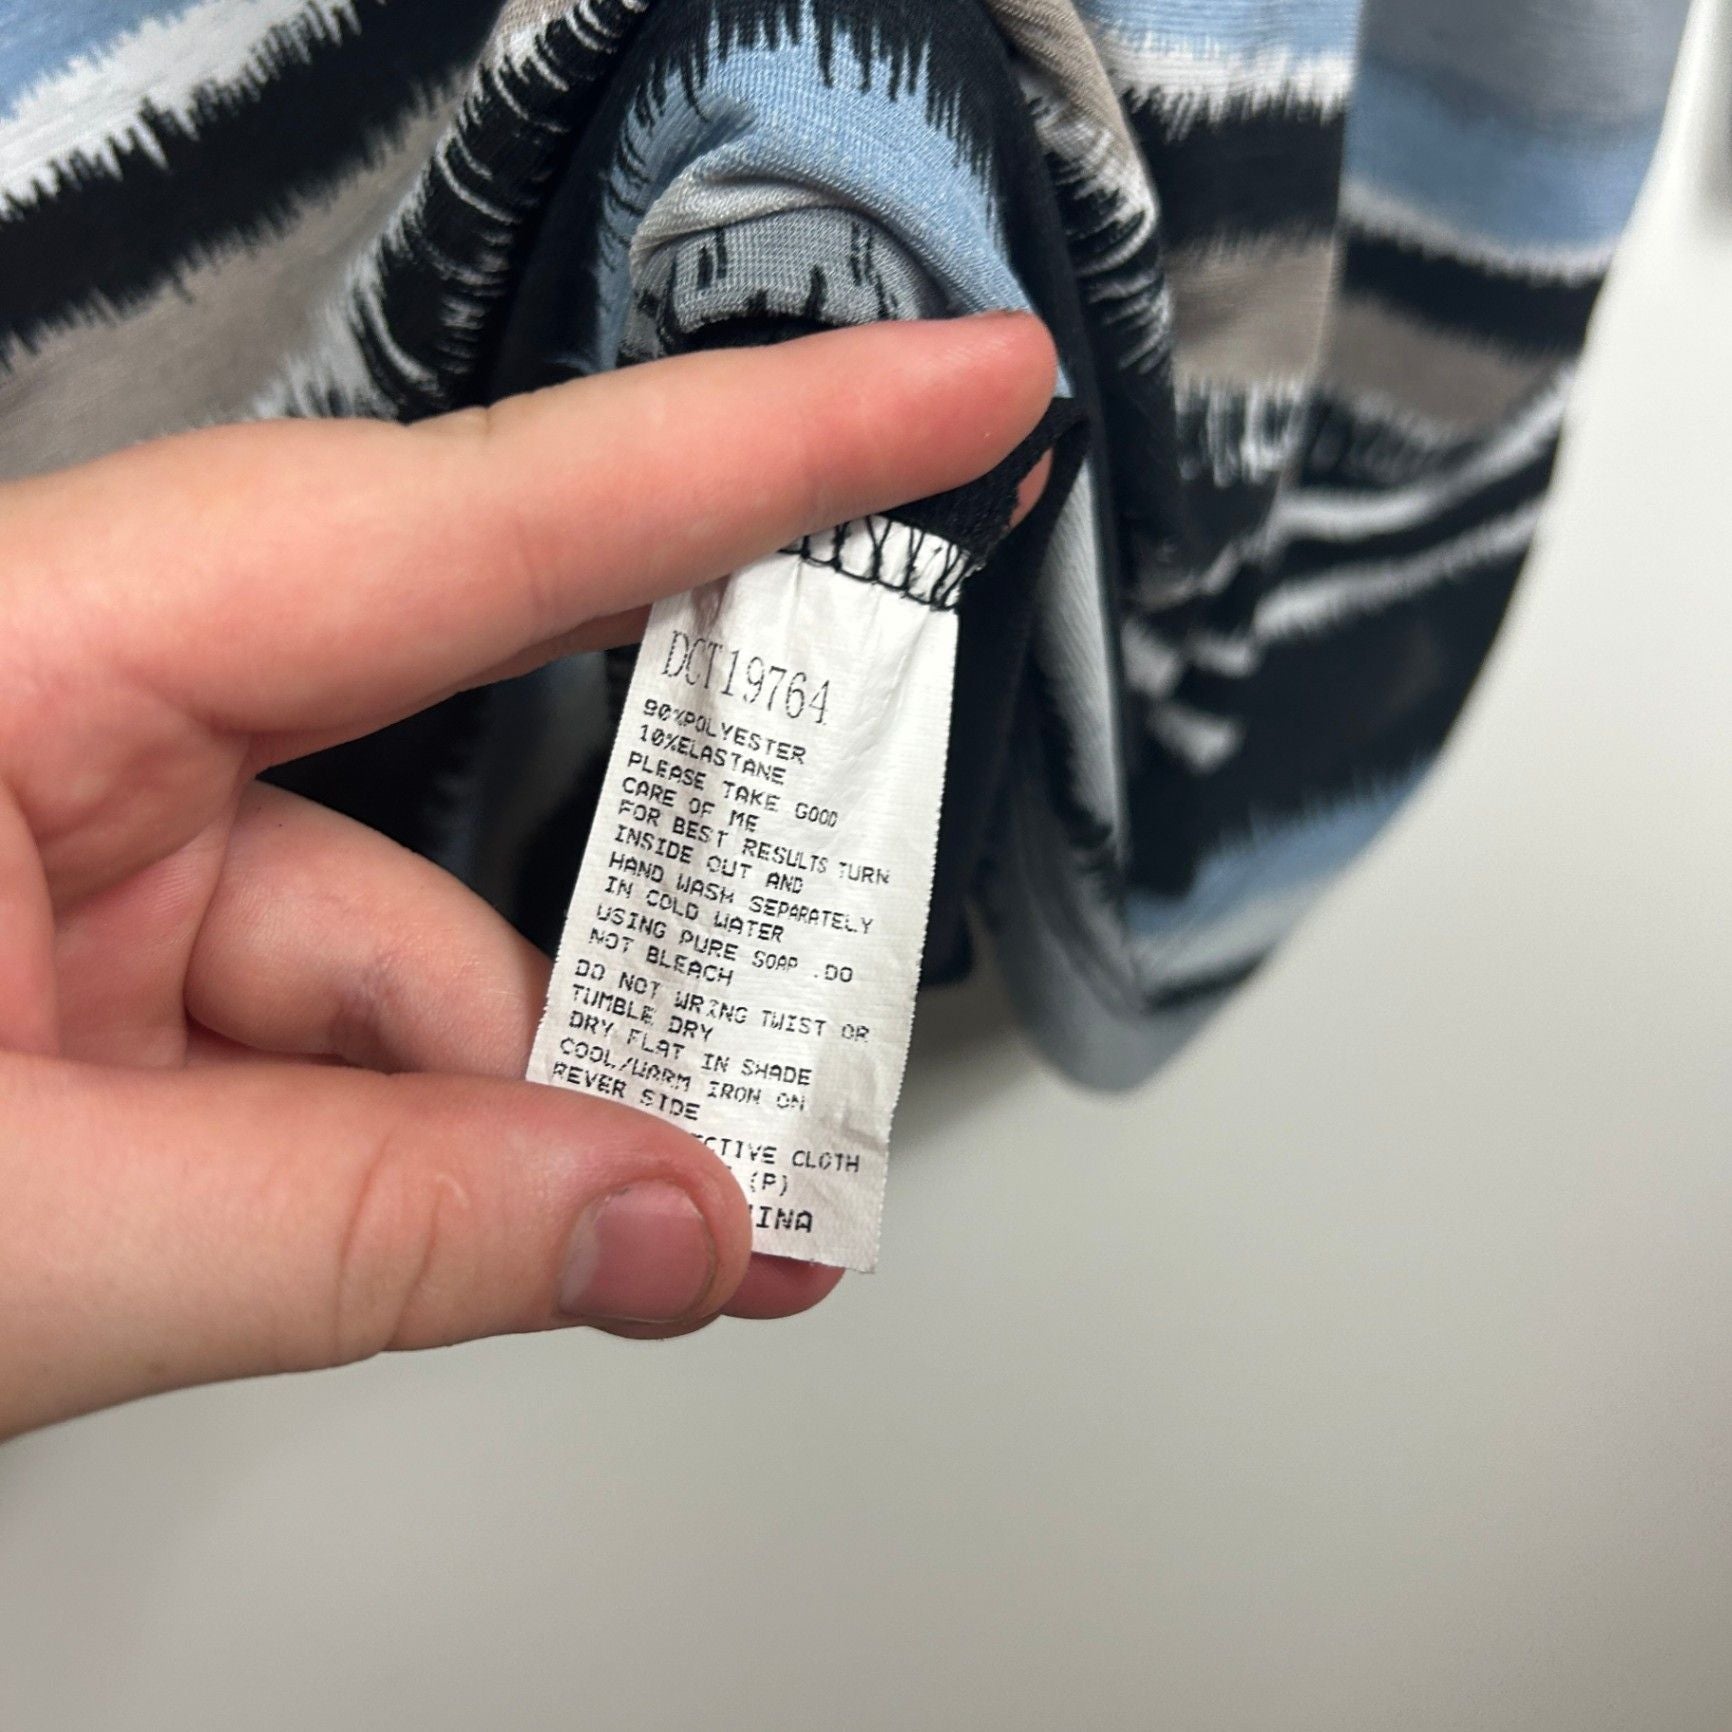 DCT19764
90%POLYESTER
10%ELASTANE
PLEASE TAKE GOOD
CARE OF ME
FOR BEST RESULTS TURN
INSIDE OUT AND
HAND WASH SEPARATELY
IN COLD WATER
USING PURE SOAP .DO
NOT BLEACH
DO NOT WRING TWIST OR
TUMBLE DRY
DRY FLAT IN SHADE
COOL/WARM IRON ON
REVER SIDE
CLOTH
(P)